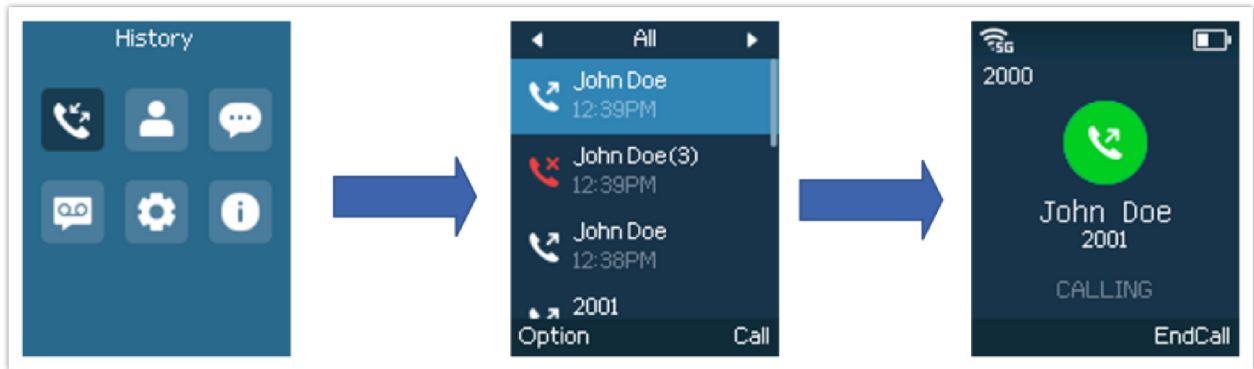 History
All
John Doe
12:39PM
John Doe(3)
12:39PM
John Doe
12:38PM
2001
Option Call
5G
2000
John Doe
2001
CALLING
EndCall